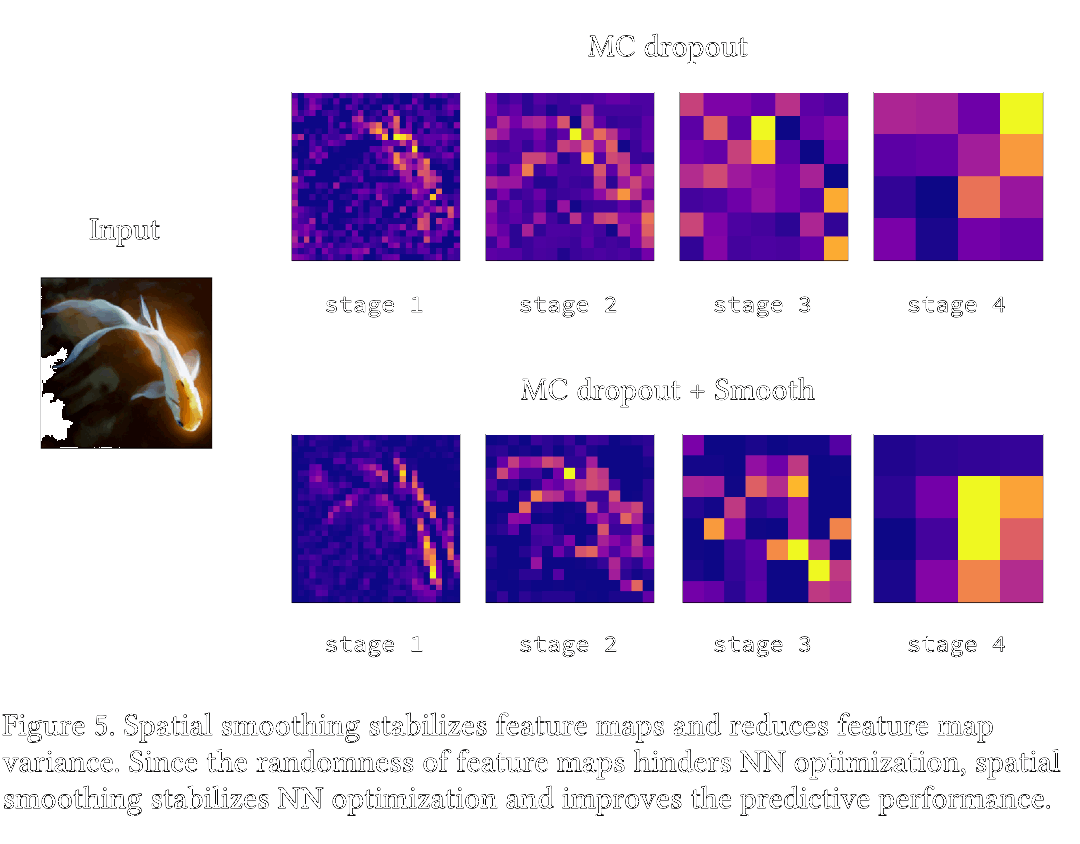 MC dropout
Input
stage 1
stage 2
stage 3
stage 4
MC dropout + Smooth
stage 1
stage 2
stage 3
stage 4
Figure 5. Spatial smoothing stabilizes feature maps and reduces feature map
variance. Since the randomness of feature maps hinders NN optimization, spatial
smoothing stabilizes NN optimization and improves the predictive performance.